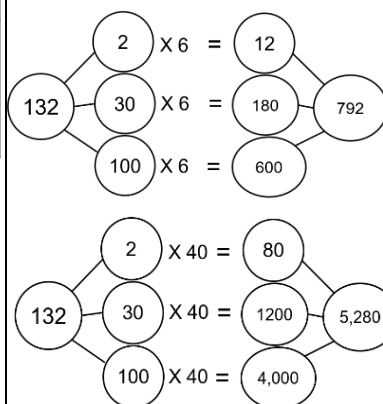 2 X 6 = 12
132 30 X 6 = 180 792
100 X 6 = 600
2 X 40 = 80
132 30 X 40 = 1200 5,280
100 X 40 = 4,000